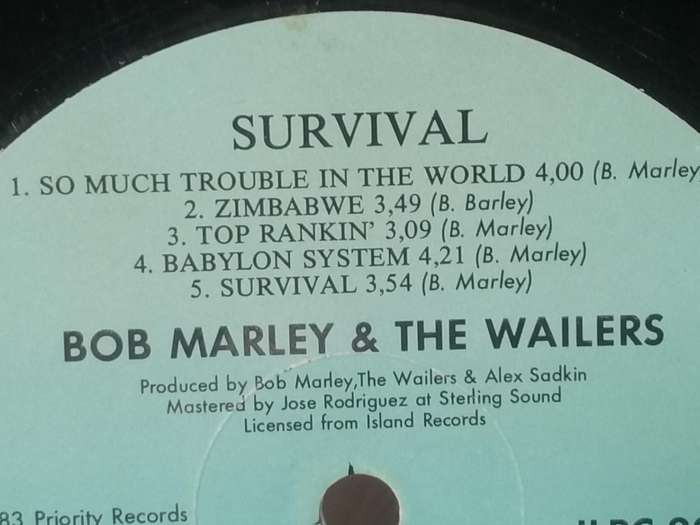 SURVIVAL
1. SO MUCH TROUBLE IN THE WORLD 4,00 (B. Marley
2. ZIMBABWE 3,49 (B. Barley)
3. TOP RANKIN' 3,09 (B. Marley)
4. BABYLON SYSTEM 4,21 (B. Marley)
5. SURVIVAL 3,54 (B. Marley)
BOB MARLEY & THE WAILERS
Produced by Bob Marley,The Wailers & Alex Sadkin
Mastered by Jose Rodriguez at Sterling Sound
Licensed from Island Records
83 Priority Records